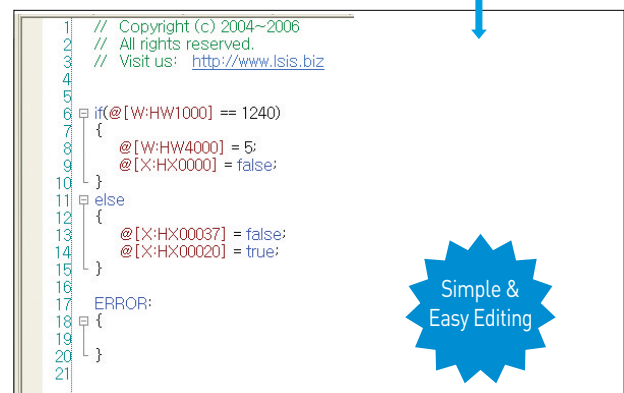 1 // Copyright (c) 2004~2006
2 // All rights reserved.
3 // Visit us: http://www.lsis.biz
4
5
6 if(@[W:HW1000] == 1240)
7 {
8 @[W:HW4000] = 5;
9 @[X:HX0000] = false;
10 }
11 else
12 {
13 @[X:HX00037] = false;
14 @[X:HX00020] = true;
15 }
16
17 ERROR:
18 {
19
20 }
21
Simple &
Easy Editing